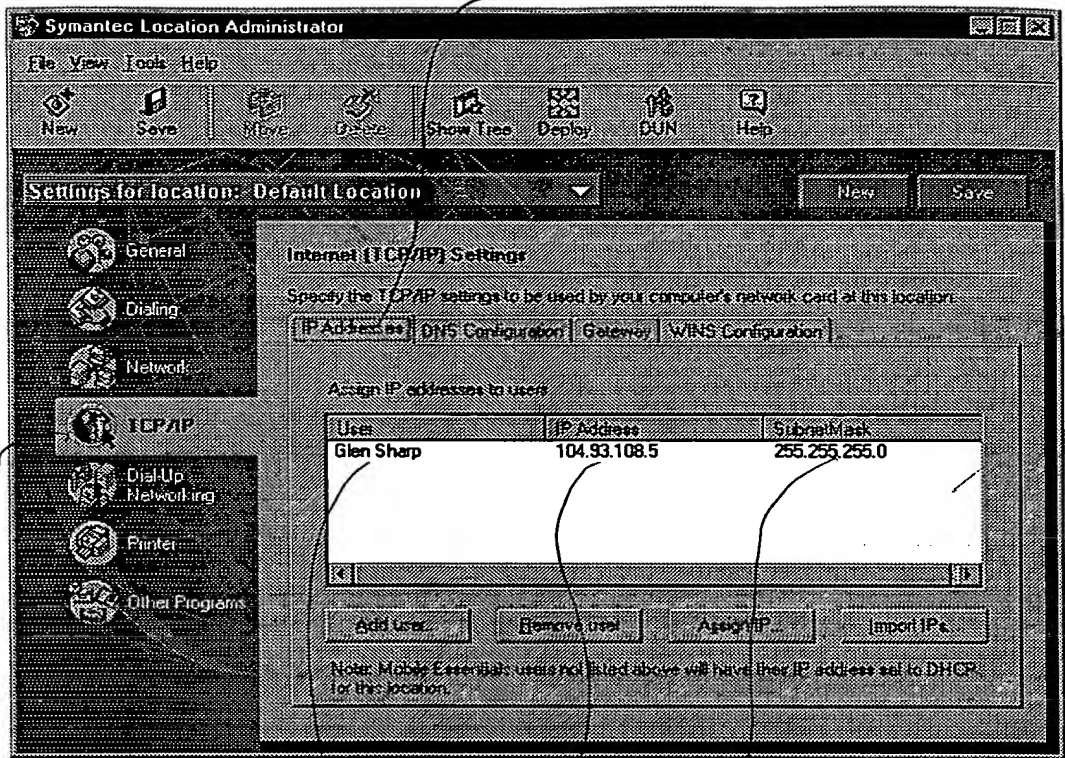 Symantec Location Administrator
File View Tools Help
New Save Move Delete Show Tree Deploy DUN Help
Settings for location: Default Location
New Save
General
Dialing
Network
TCP/IP
Dial-Up Networking
Printer
Other Programs
Internet (TCP/IP) Settings
Specify the TCP/IP settings to be used by your computer's network card at this location.
IP Addresses DNS Configuration Gateway WINS Configuration
Assign IP addresses to users
User IP Address SubnetMask
Glen Sharp 104.93.108.5 255.255.255.0
Add user... Remove user Assign IP... Import IPs...
Note: Mobile Essentials users not listed above will have their IP address set to DHCP
for this location.